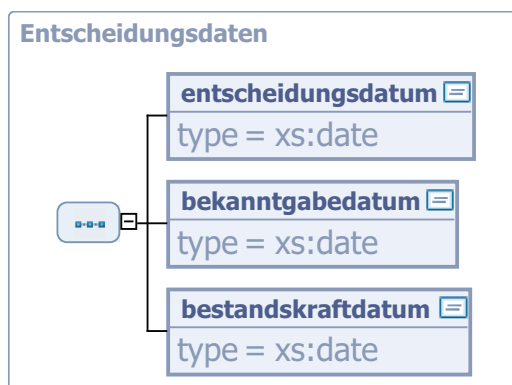 Entscheidungsdaten
entscheidungsdatum
type = xs:date
bekanntgabedatum
type = xs:date
bestandskraftdatum
type = xs:date